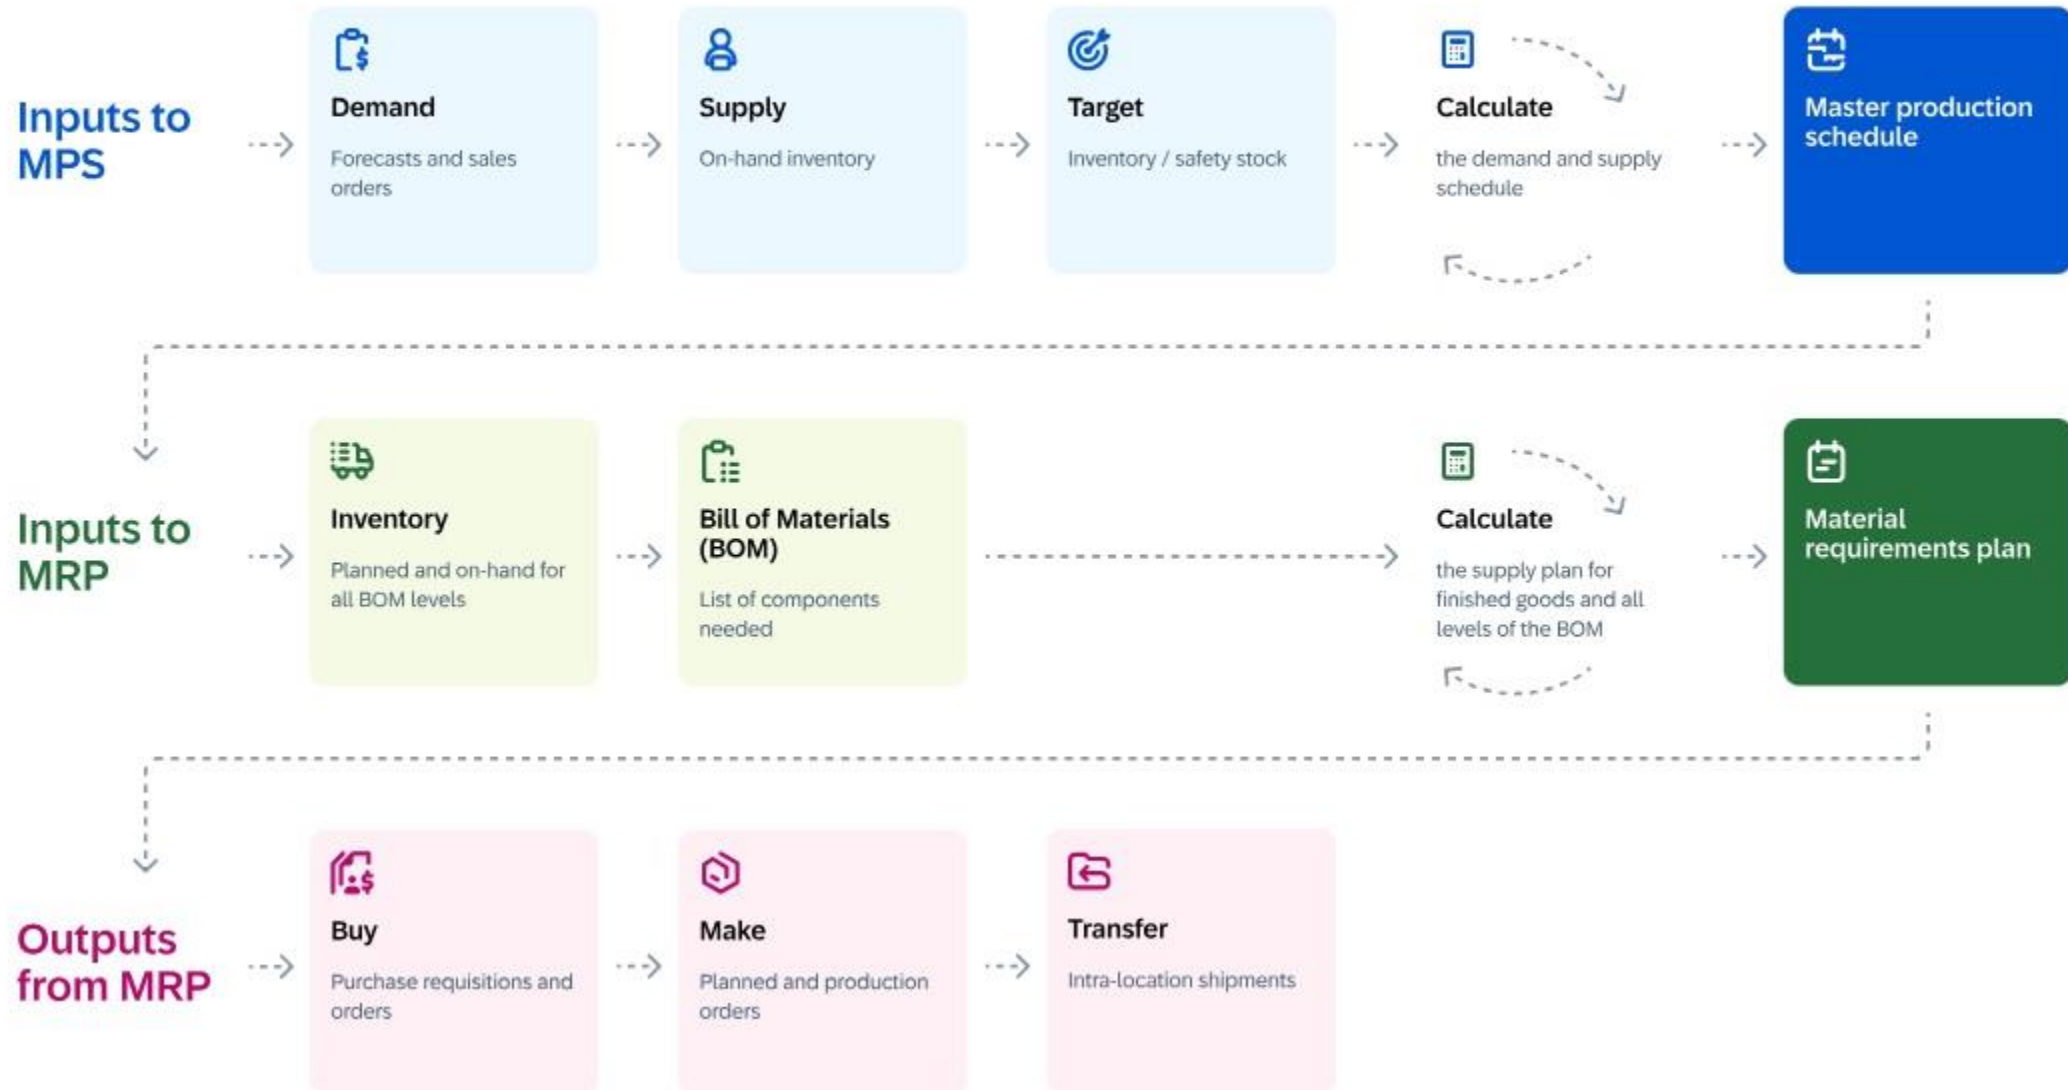 Inputs to
MPS
Demand
Forecasts and sales
orders
Supply
On-hand inventory
Target
Inventory / safety stock
Calculate
the demand and supply
schedule
Master production
schedule
Inputs to
MRP
Inventory
Planned and on-hand for
all BOM levels
Bill of Materials
(BOM)
List of components
needed
Calculate
the supply plan for
finished goods and all
levels of the BOM
Material
requirements plan
Outputs
from MRP
Buy
Purchase requisitions and
orders
Make
Planned and production
orders
Transfer
Intra-location shipments